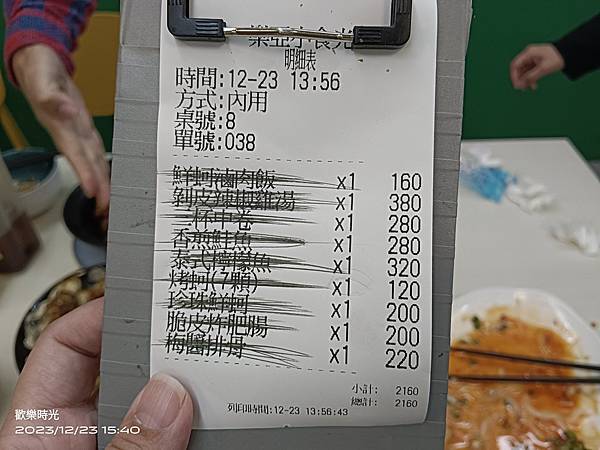 樂亞小食光
明細表
時間:12-23 13:56
方式:內用
桌號:8
單號:038
鮮蚵滷肉飯 x1 160
剝皮辣椒雞湯 x1 380
三杯中卷 x1 280
香煎鮭魚 x1 280
泰式檸檬魚 x1 320
烤蚵(7顆) x1 120
珍珠鮮蚵 x1 200
脆皮炸肥腸 x1 200
梅醬排骨 x1 220
小計: 2160
總計: 2160
列印時間:12-23 13:56:43
歡樂時光
2023/12/23 15:40